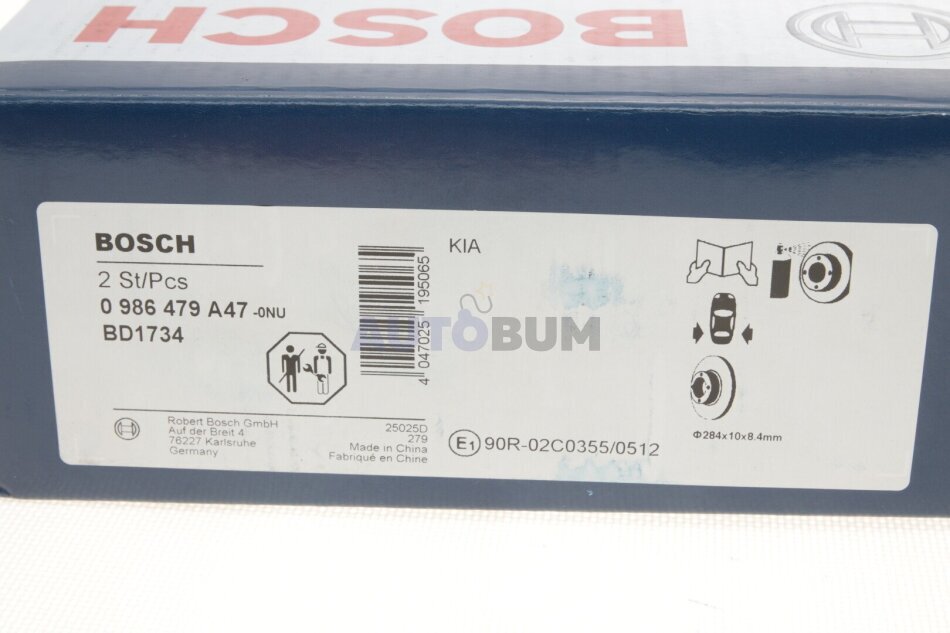 BOSCH
BOSCH
2 St/Pcs
0 986 479 A47 -0NU
BD1734
4 047025 195065
KIA
AUTOBUM
Robert Bosch GmbH
Auf der Breit 4
76227 Karlsruhe
Germany
25025D
279
Made in China
Fabriqué en Chine
E1 90R-02C0355/0512
Φ284x10x8.4mm